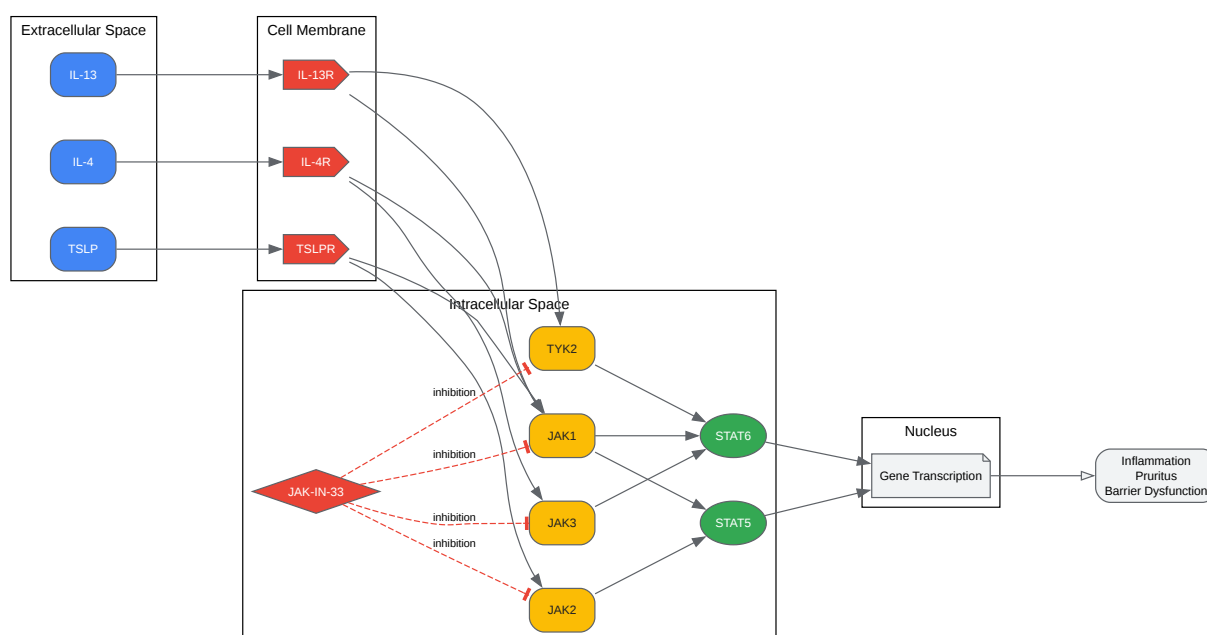 Extracellular Space
Cell Membrane
IL-13
IL-13R
IL-4
IL-4R
TSLP
TSLPR
Intracellular Space
TYK2
inhibition
JAK1
STAT6
Nucleus
inhibition
Gene Transcription
Inflammation
Pruritus
Barrier Dysfunction
JAK-IN-33
inhibition
JAK3
STAT5
inhibition
JAK2